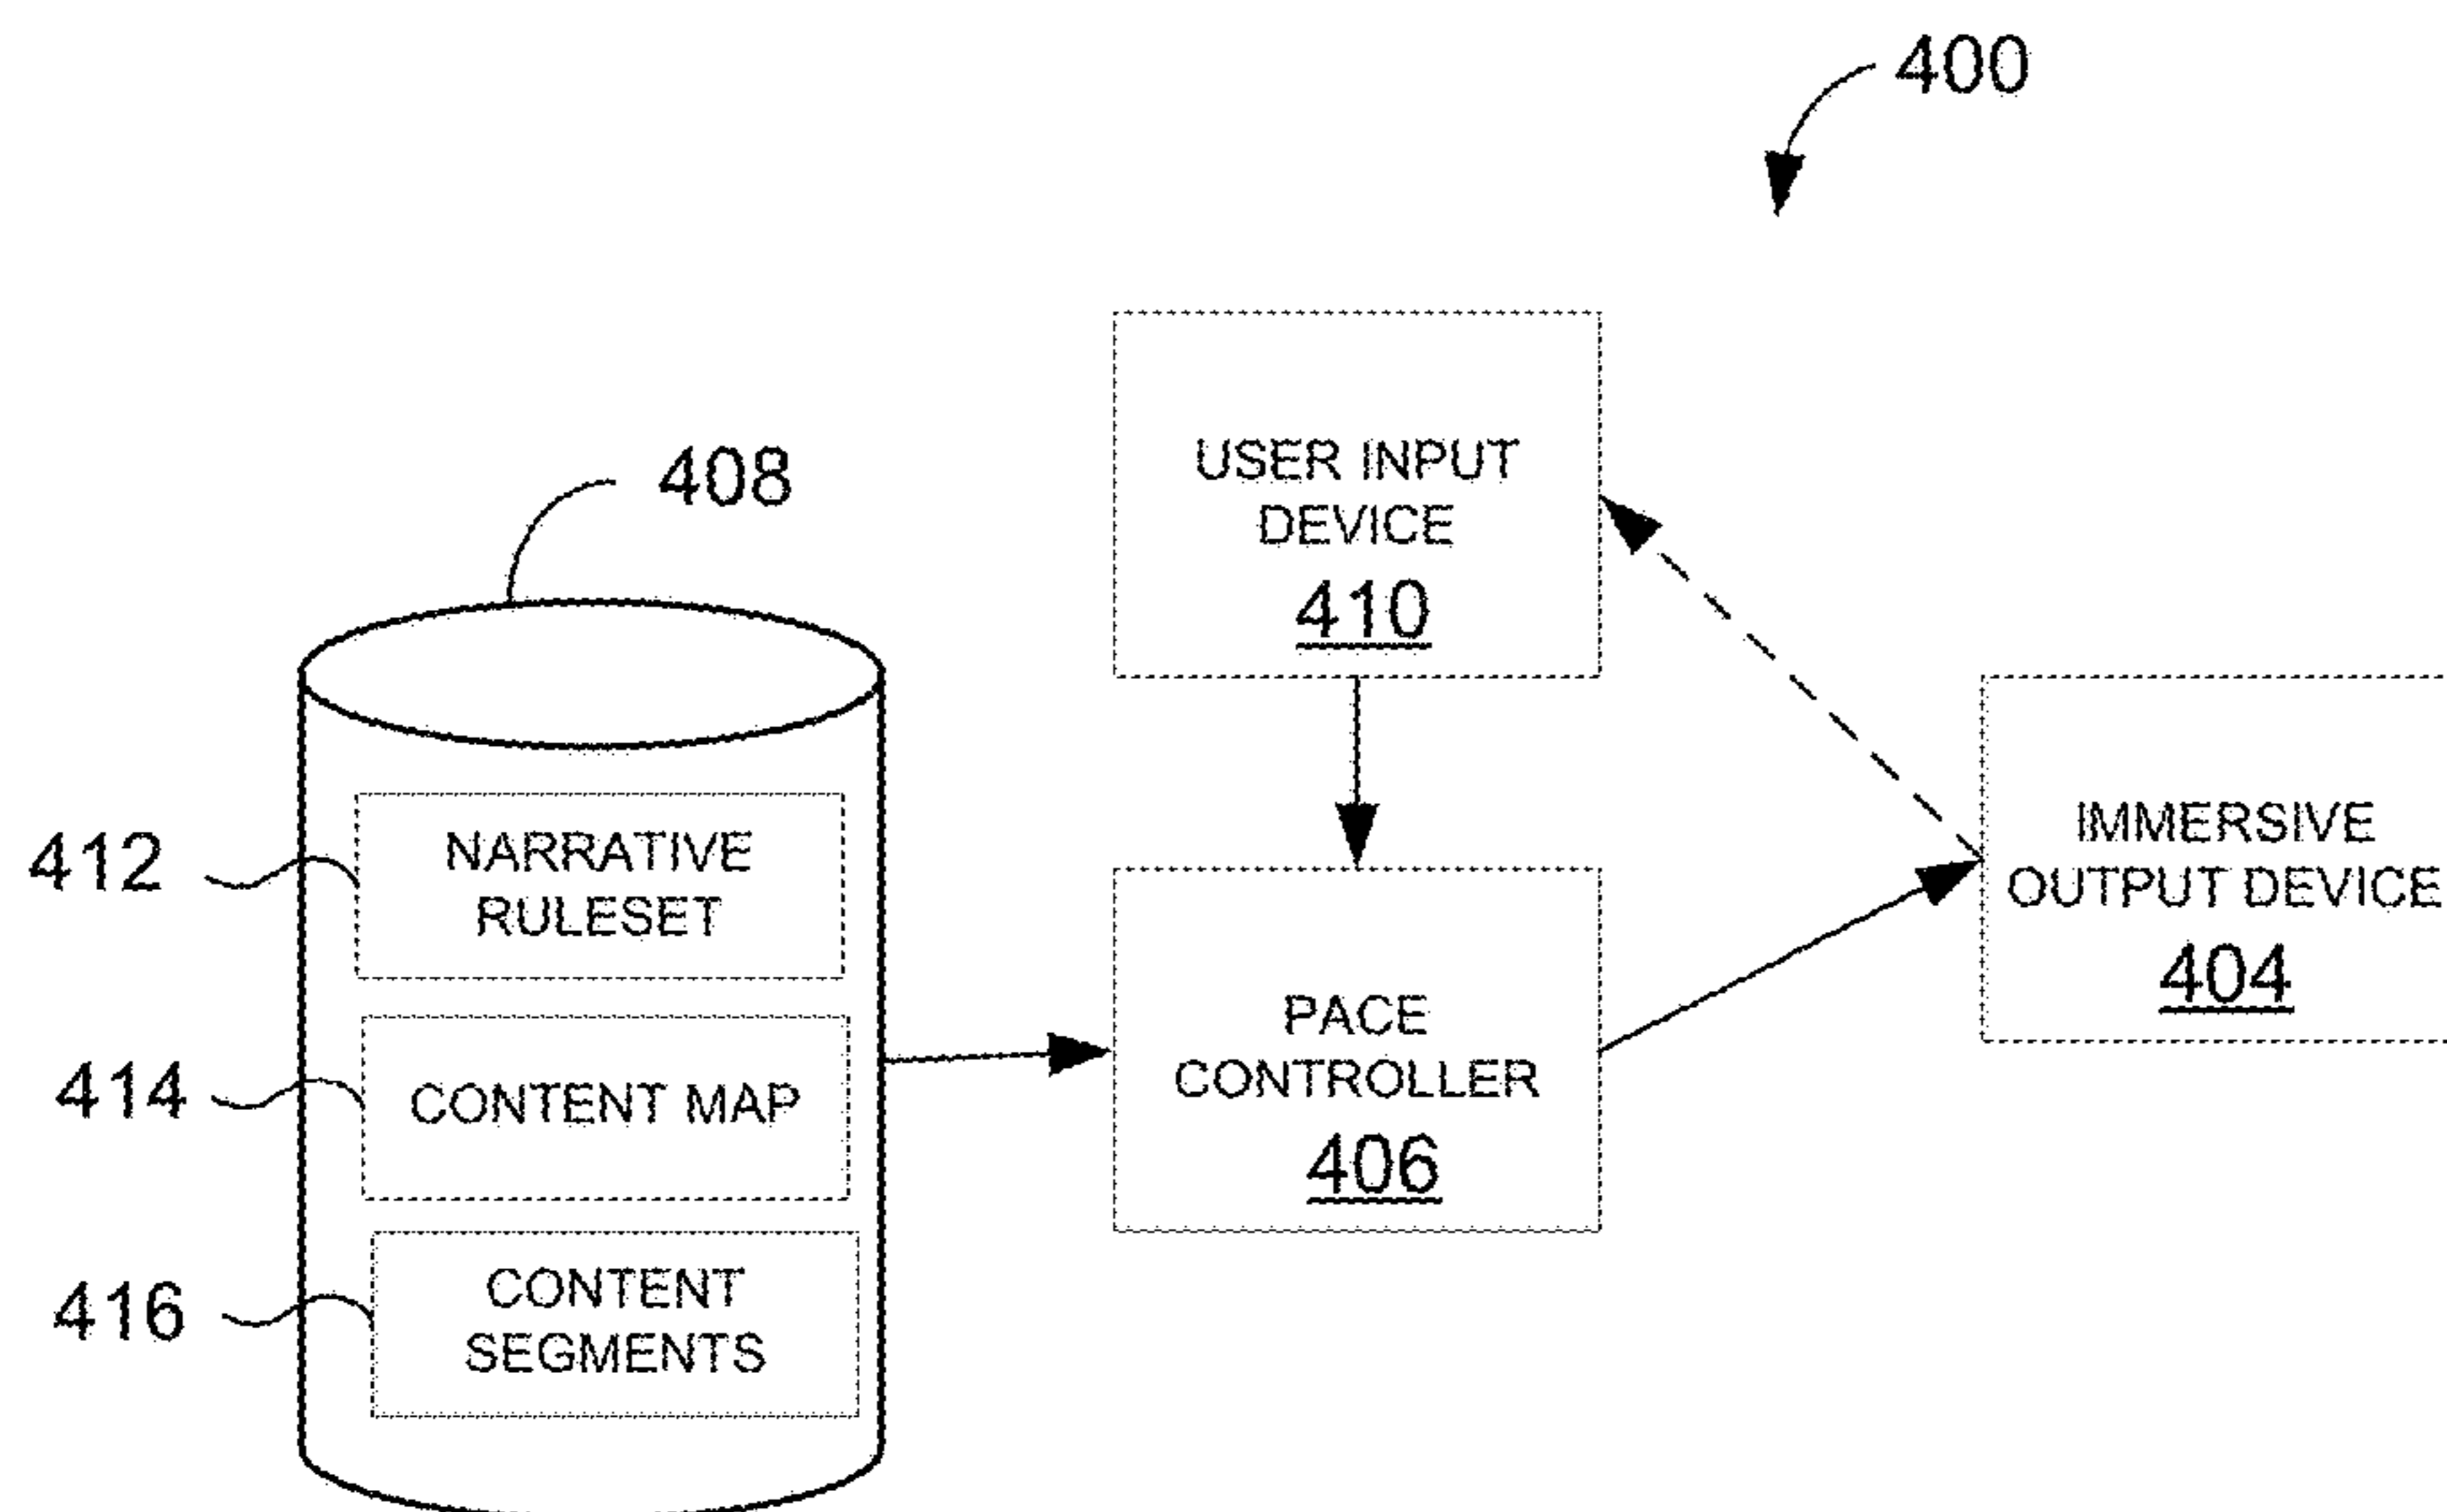 400
408
USER INPUT
DEVICE
410
IMMERSIVE
OUTPUT DEVICE
404
412
NARRATIVE
RULESET
PACE
CONTROLLER
406
414
CONTENT MAP
416
CONTENT
SEGMENTS